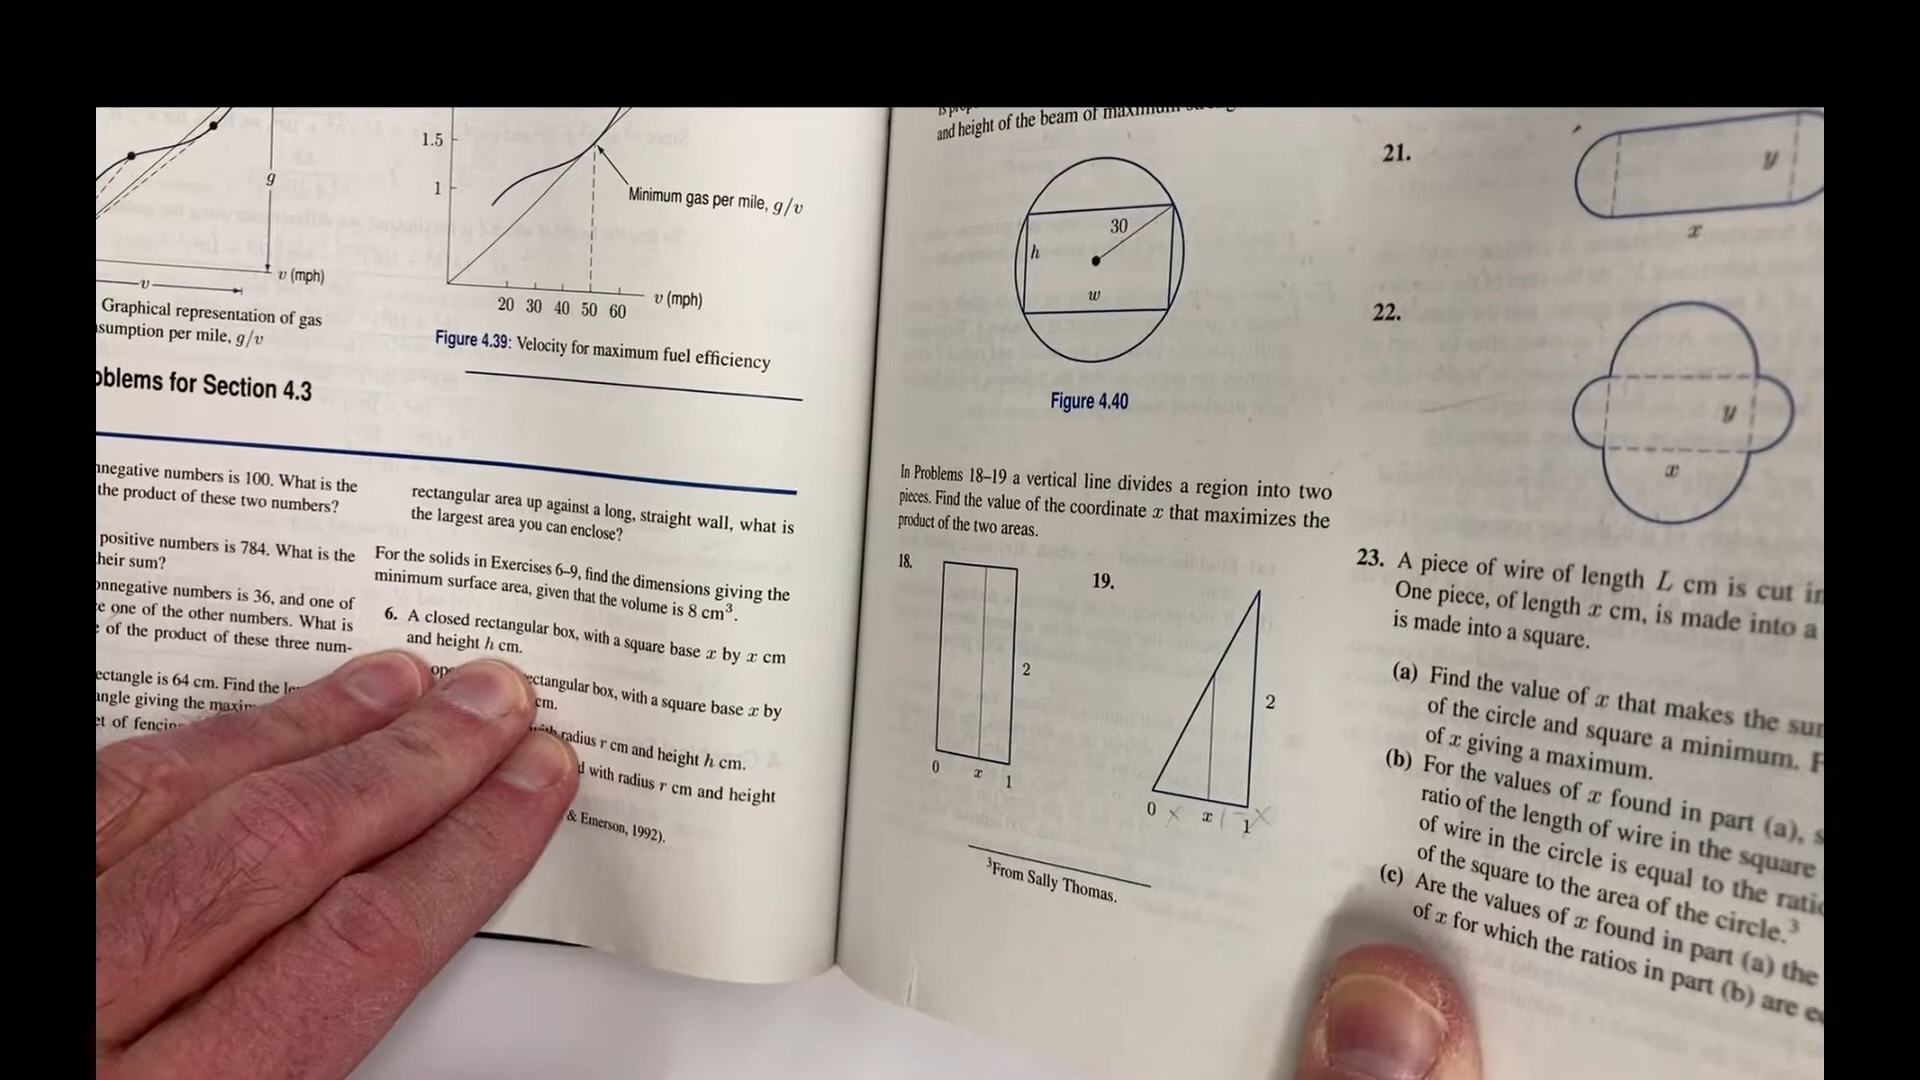 1.5
1
g
Minimum gas per mile, g/v
v (mph)
v
20 30 40 50 60
v (mph)
Graphical representation of gas
sumption per mile, g/v
Figure 4.39: Velocity for maximum fuel efficiency
oblems for Section 4.3
nnegative numbers is 100. What is the
the product of these two numbers?
positive numbers is 784. What is the
heir sum?
onnegative numbers is 36, and one of
e one of the other numbers. What is
of the product of these three num-
ectangle is 64 cm. Find the le
angle giving the maxim
et of fencing
rectangular area up against a long, straight wall, what is
the largest area you can enclose?
For the solids in Exercises 6–9, find the dimensions giving the
minimum surface area, given that the volume is 8 cm³.
6. A closed rectangular box, with a square base x by x cm
and height h cm.
ope ectangular box, with a square base x by
cm.
with radius r cm and height h cm.
d with radius r cm and height
& Emerson, 1992).
and height of the beam of maximum
30
h
w
Figure 4.40
In Problems 18–19 a vertical line divides a region into two
pieces. Find the value of the coordinate x that maximizes the
product of the two areas.
18.
2
0 x 1
19.
2
0 x x 1-x
1
³From Sally Thomas.
21.
y
x
22.
y
x
23. A piece of wire of length L cm is cut in
One piece, of length x cm, is made into a
is made into a square.
(a) Find the value of x that makes the sum
of the circle and square a minimum. F
of x giving a maximum.
(b) For the values of x found in part (a), s
ratio of the length of wire in the square
of wire in the circle is equal to the ratio
of the square to the area of the circle.³
(c) Are the values of x found in part (a) the
of x for which the ratios in part (b) are e